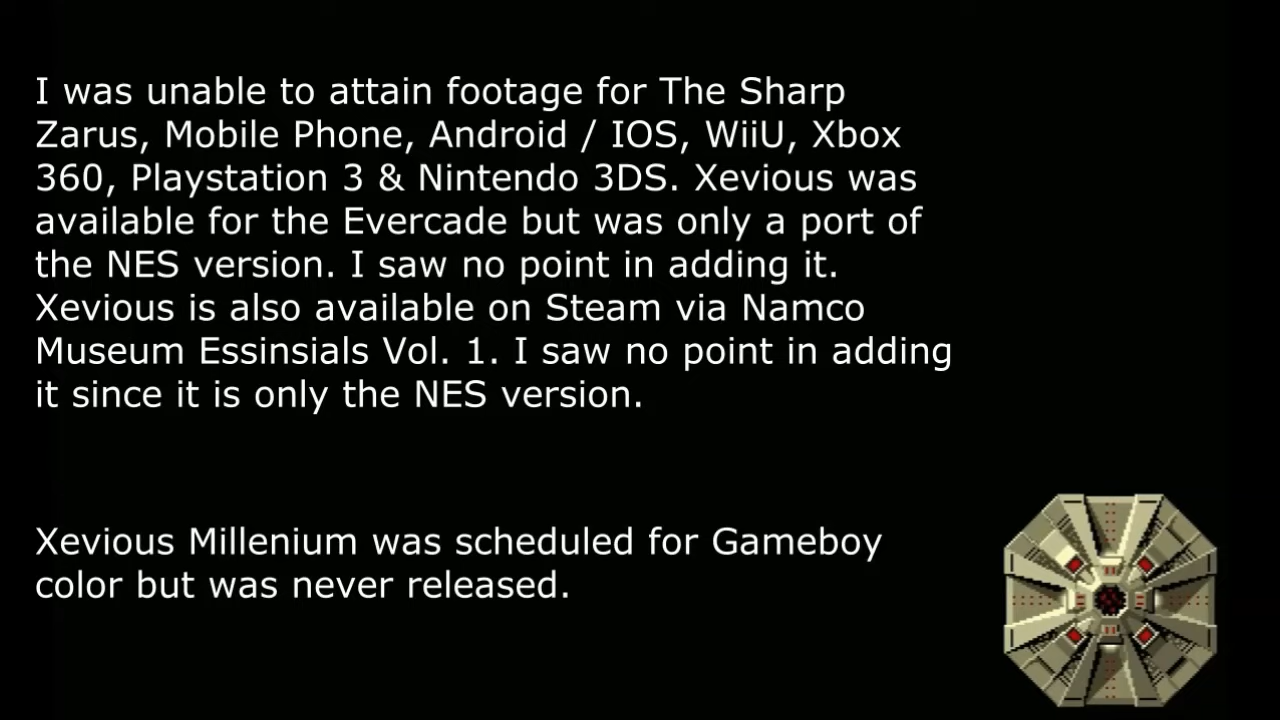 I was unable to attain footage for The Sharp
Zarus, Mobile Phone, Android / IOS, WiiU, Xbox
360, Playstation 3 & Nintendo 3DS. Xevious was
available for the Evercade but was only a port of
the NES version. I saw no point in adding it.
Xevious is also available on Steam via Namco
Museum Essinsials Vol. 1. I saw no point in adding
it since it is only the NES version.
Xevious Millenium was scheduled for Gameboy
color but was never released.